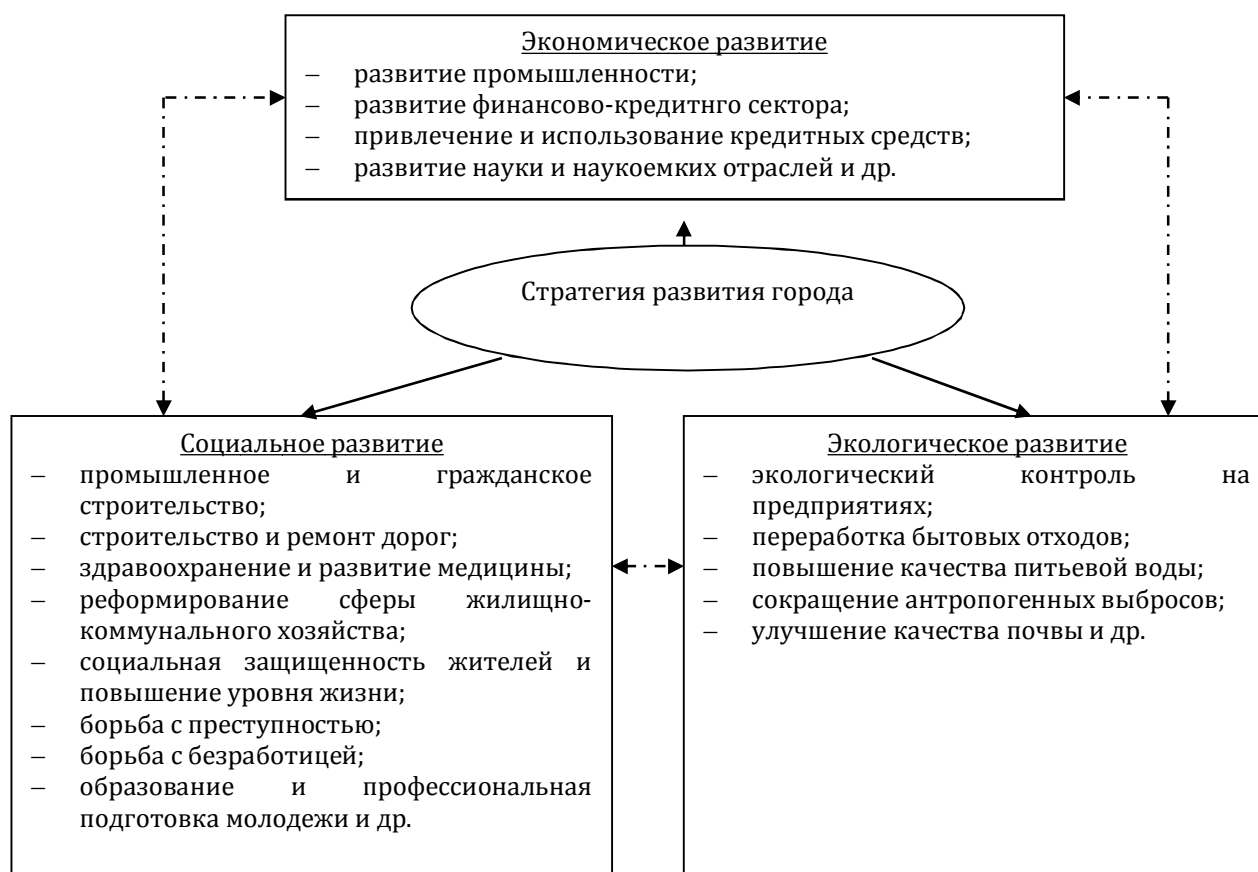 Экономическое развитие
− развитие промышленности;
− развитие финансово-кредитнго сектора;
− привлечение и использование кредитных средств;
− развитие науки и наукоемких отраслей и др.
Стратегия развития города
Социальное развитие
− промышленное и гражданское
строительство;
− строительство и ремонт дорог;
− здравоохранение и развитие медицины;
− реформирование сферы жилищно-
коммунального хозяйства;
− социальная защищенность жителей и
повышение уровня жизни;
− борьба с преступностью;
− борьба с безработицей;
− образование и профессиональная
подготовка молодежи и др.
Экологическое развитие
− экологический контроль на
предприятиях;
− переработка бытовых отходов;
− повышение качества питьевой воды;
− сокращение антропогенных выбросов;
− улучшение качества почвы и др.